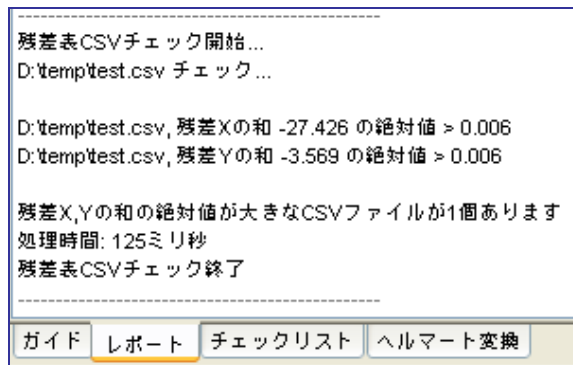 ------------------------------------------------
残差表CSVチェック開始...
D:\temp\test.csv チェック...
D:\temp\test.csv, 残差Xの和 -27.426 の絶対値 > 0.006
D:\temp\test.csv, 残差Yの和 -3.569 の絶対値 > 0.006
残差X,Yの和の絶対値が大きなCSVファイルが1個あります
処理時間: 125ミリ秒
残差表CSVチェック終了
------------------------------------------------
ガイド レポート チェックリスト ヘルマート変換